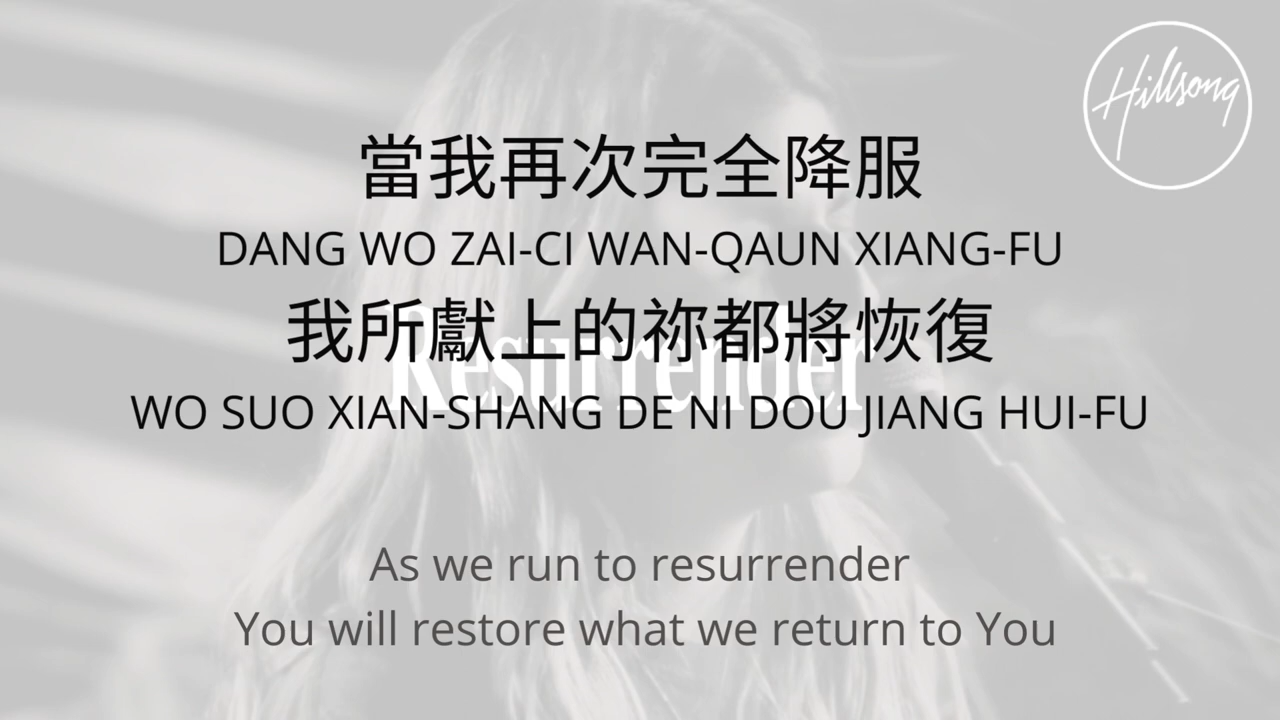 Hillsong
當我再次完全降服
DANG WO ZAI-CI WAN-QAUN XIANG-FU
我所獻上的祢都將恢復
Resurrender
WO SUO XIAN-SHANG DE NI DOU JIANG HUI-FU
As we run to resurrender
You will restore what we return to You